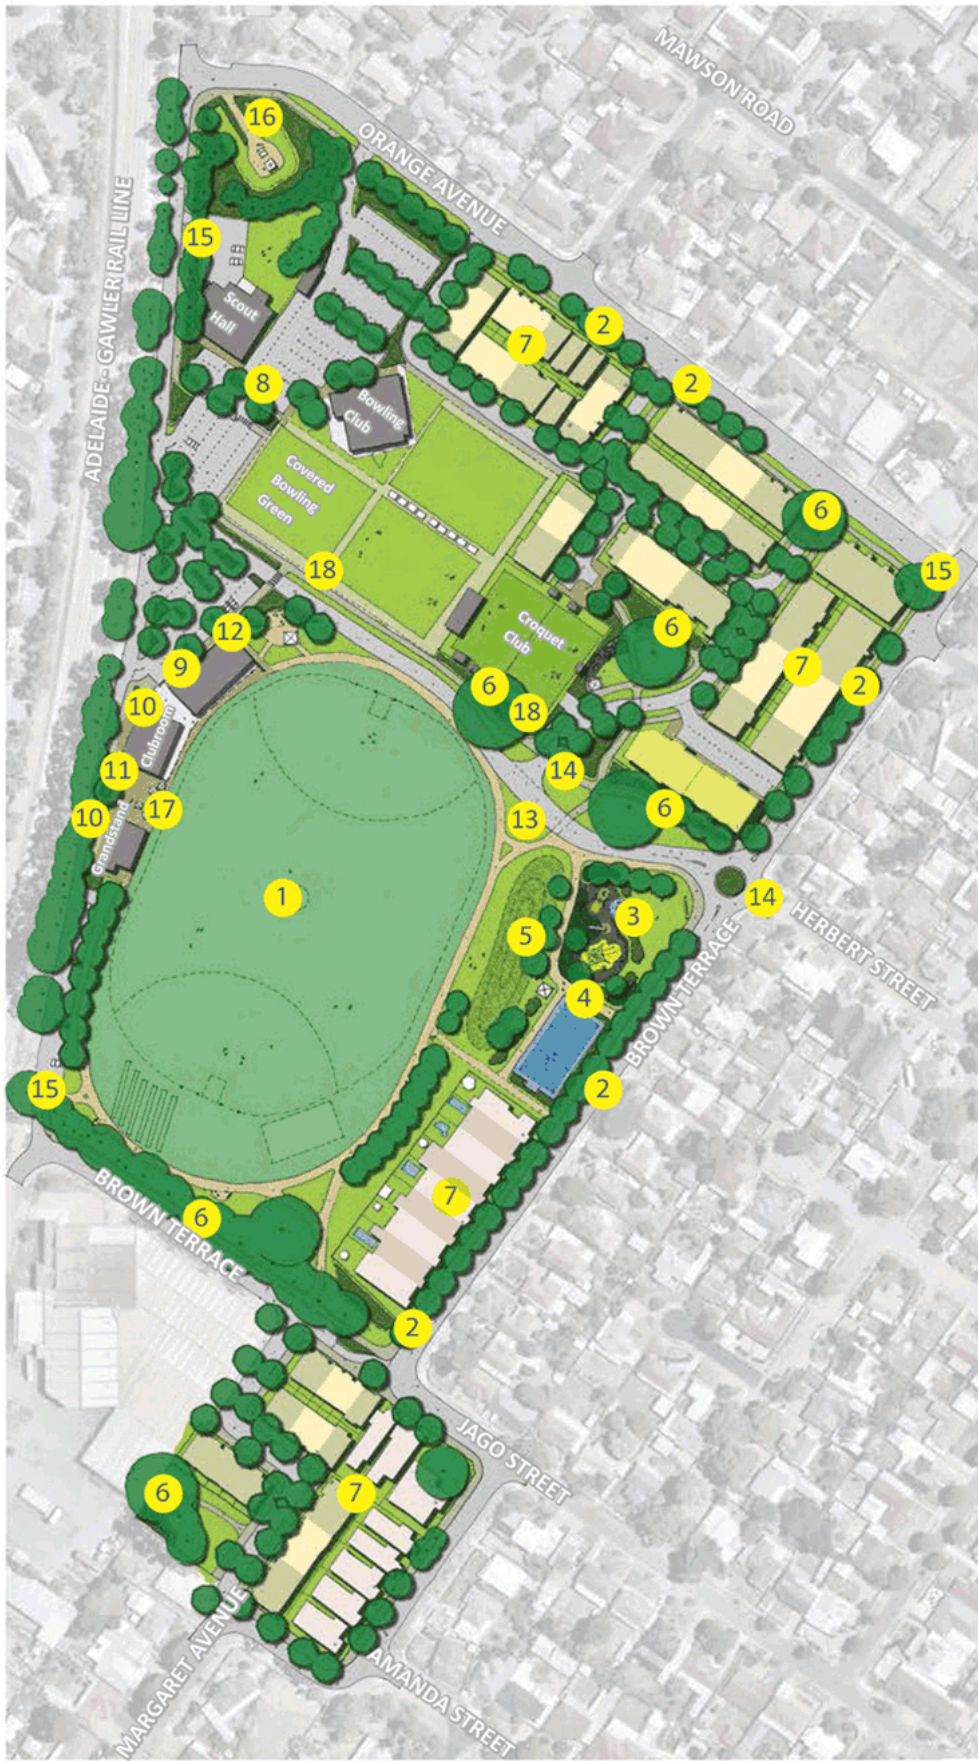 MAWSON ROAD
16
ORANGE AVENUE
ADELAIDE - GAWLER RAIL LINE
15
Scout
Hall
2
7
8
2
Bowling
Club
Covered
Bowling
Green
6
18
15
12
Croquet
Club
6
9
7
2
6
10
18
Clubroom
11
14
17
6
10
Grandstand
13
1
14
3
HERBERT STREET
5
4
BROWN TERRACE
15
2
7
BROWN TERRACE
6
2
JAGO STREET
6
7
MARGARET AVENUE
AMANDA STREET